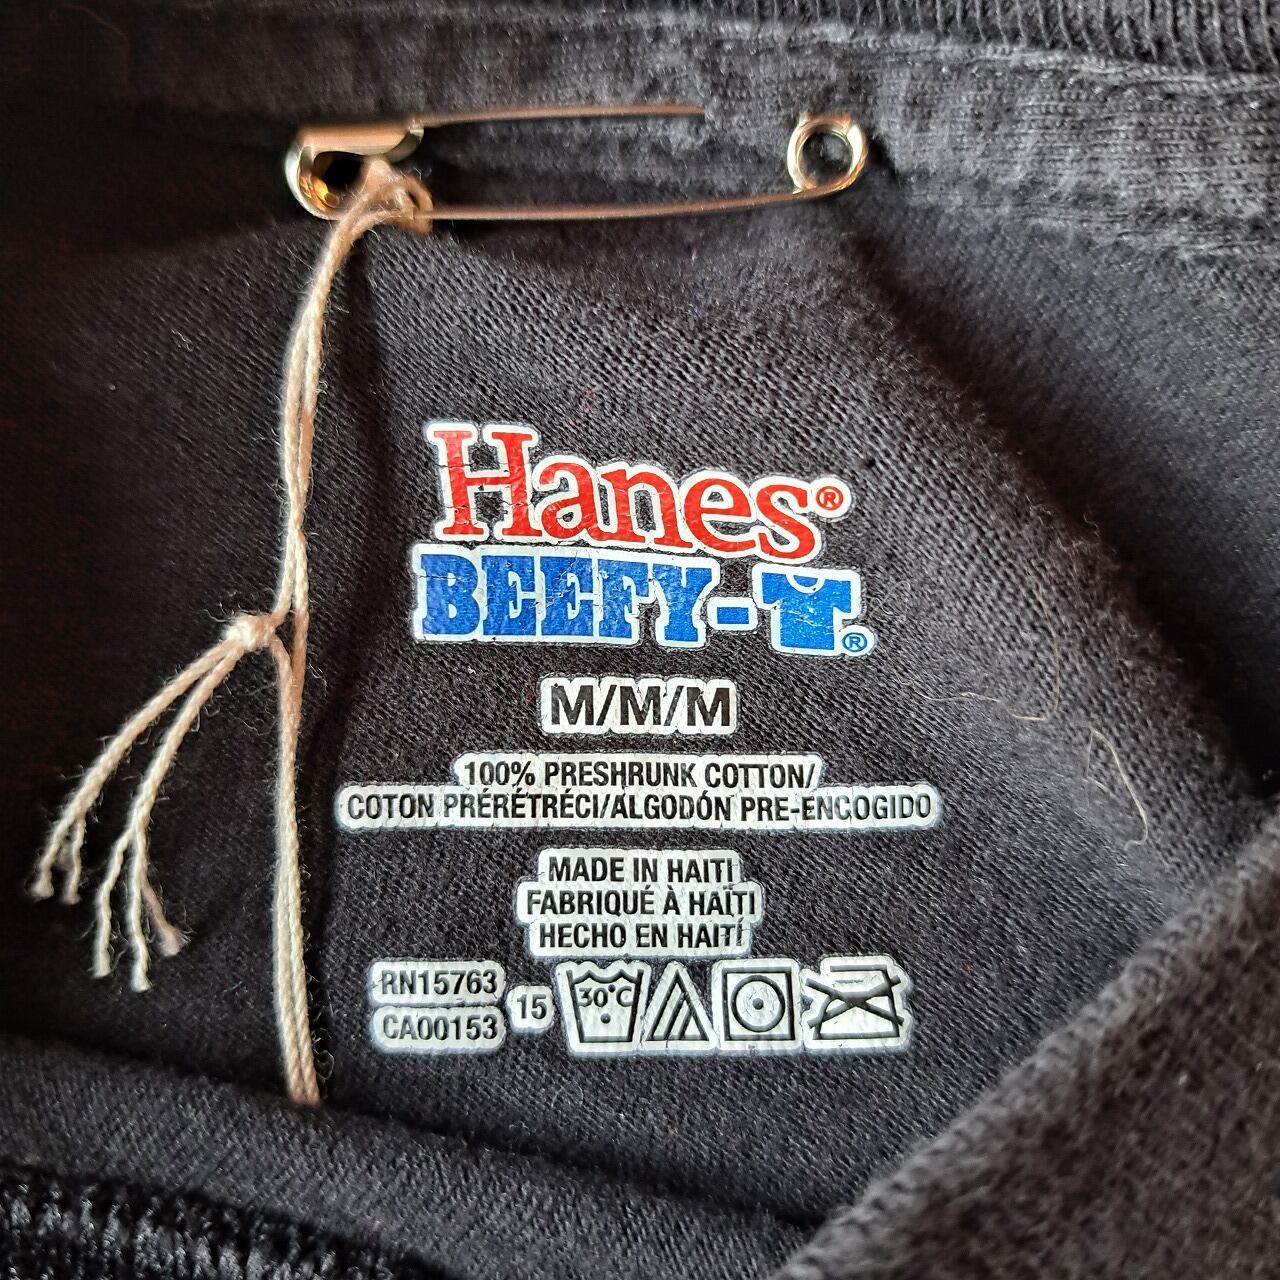 Hanes®
BEEFY-T®
M/M/M
100% PRESHRUNK COTTON/
COTON PRÉRÉTRÉCI/ALGODÓN PRE-ENCOGIDO
MADE IN HAITI
FABRIQUÉ À HAÏTI
HECHO EN HAITÍ
RN15763
CA00153
15
30°C